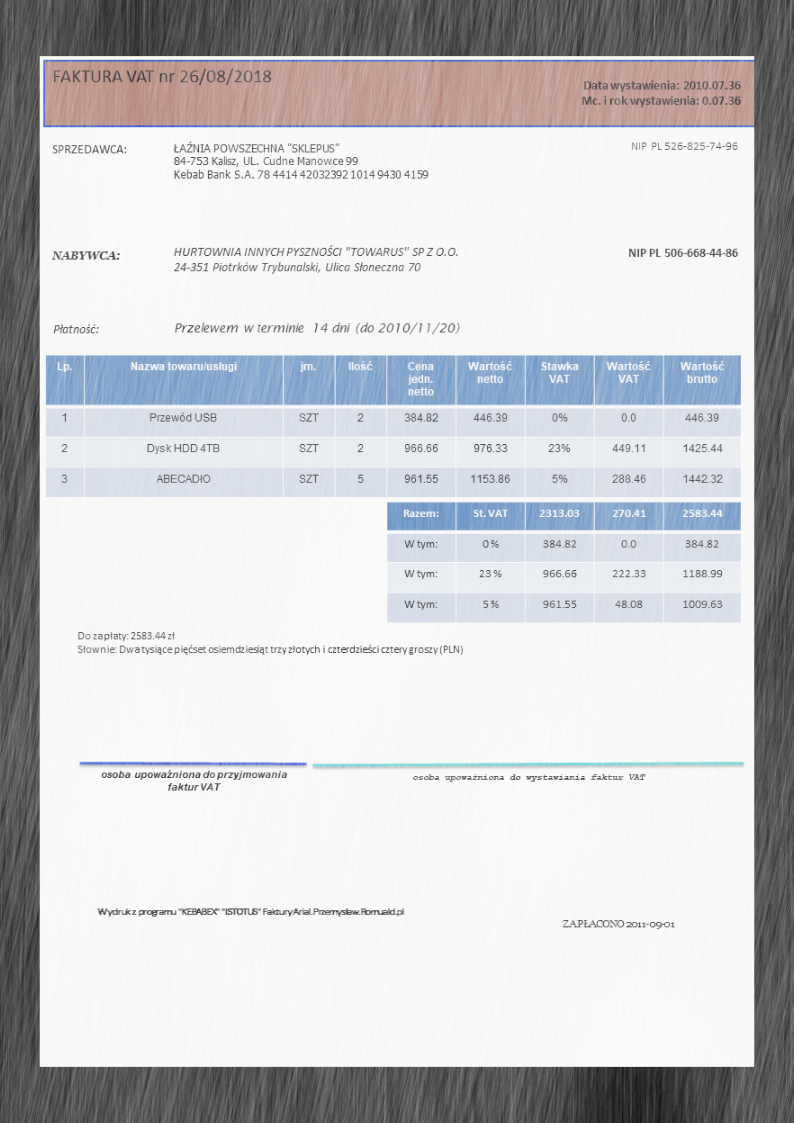 FAKTURA VAT nr 26/08/2018
Data wystawienia: 2010.07.36
Mc. i rok wystawienia: 0.07.36
SPRZEDAWCA:
ŁAŹNIA POWSZECHNA "SKLEPUS"
84-753 Kalisz, UL. Cudne Manowce 99
Kebab Bank S.A. 78 4414 42032392 1014 9430 4159
NIP PL 526-825-74-96
NABYWCA:
HURTOWNIA INNYCH PYSZNOŚCI "TOWARUS" SP Z O.O.
24-351 Piotrków Trybunalski, Ulica Słoneczna 70
NIP PL 506-668-44-86
Płatność: Przelewem w terminie 14 dni (do 2010/11/20)
Lp. Nazwa towaru/usługi jm. Ilość Cena jedn. netto Wartość netto Stawka VAT Wartość VAT Wartość brutto
1 Przewód USB SZT 2 384.82 446.39 0% 0.0 446.39
2 Dysk HDD 4TB SZT 2 966.66 976.33 23% 449.11 1425.44
3 ABECADŁO SZT 5 961.55 1153.86 5% 288.46 1442.32
Razem: St. VAT 2313.03 270.41 2583.44
W tym: 0% 384.82 0.0 384.82
W tym: 23% 966.66 222.33 1188.99
W tym: 5% 961.55 48.08 1009.63
Do zapłaty: 2583.44 zł
Słownie: Dwa tysiące pięćset osiemdziesiąt trzy złotych i czterdzieści cztery groszy (PLN)
osoba upoważniona do przyjmowania
faktur VAT
osoba upoważniona do wystawiania faktur VAT
Wydruk z programu "KEBABEX" "ISTOTUS" Faktury Arial.Przemysław.Romuald.pl
ZAPŁACONO 2011-09-01